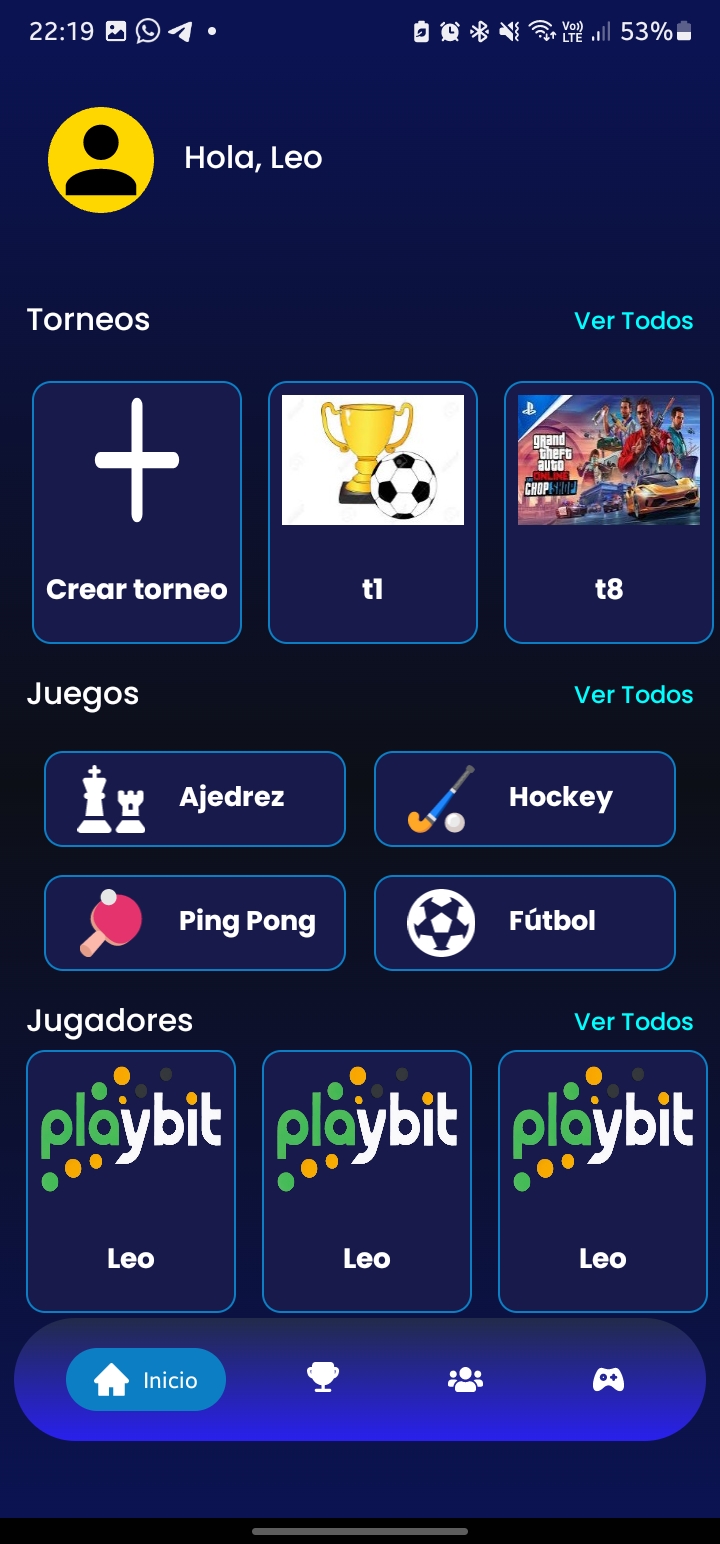 22:19
Vo))
LTE
53%
Hola, Leo
Torneos
Ver Todos
grand
theft
auto
ONLINE
CHOP SHOP
Crear torneo
t1
t8
Juegos
Ver Todos
Ajedrez
Hockey
Ping Pong
Fútbol
Jugadores
Ver Todos
playbit
playbit
playbit
Leo
Leo
Leo
Inicio